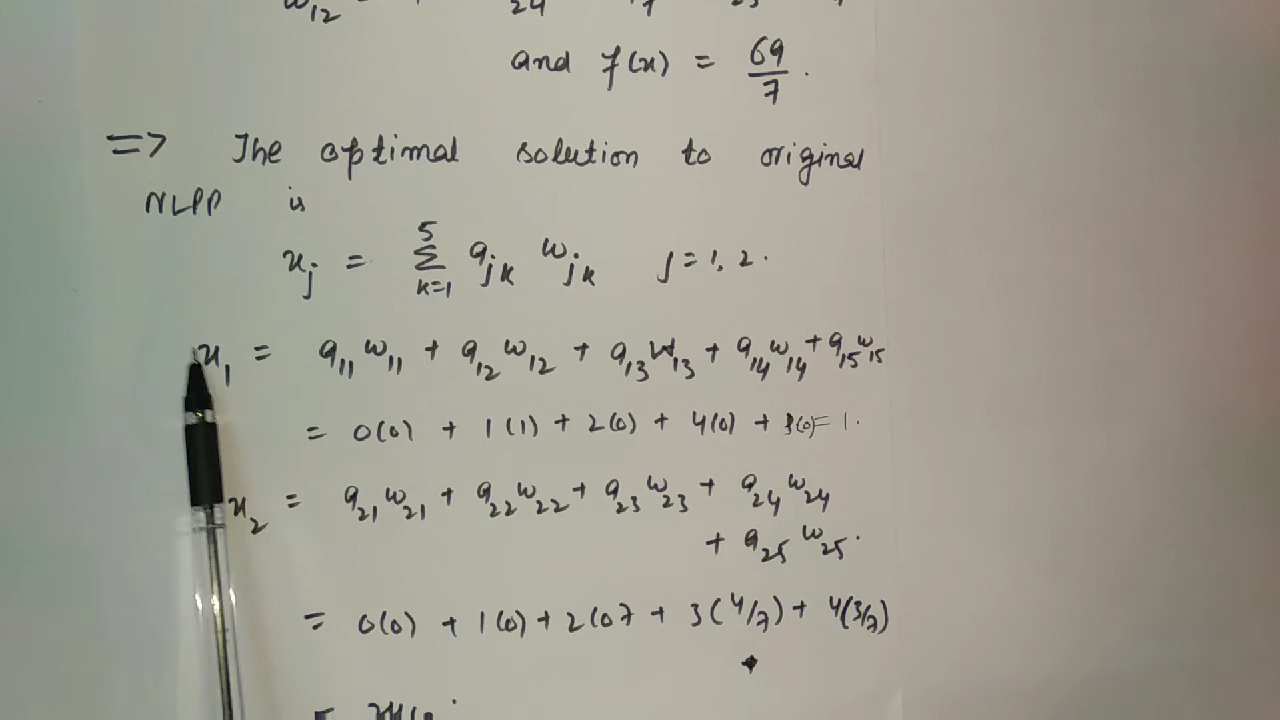 w₁₂ =
and f(x) = 69/7.
=> The optimal solution to original
NLPP is
xⱼ = Σ⁵ₖ₌₁ aⱼₖ wⱼₖ j = 1, 2.
x₁ = a₁₁ w₁₁ + a₁₂ w₁₂ + a₁₃ w₁₃ + a₁₄ w₁₄ + a₁₅ w₁₅
= 0(0) + 1(1) + 2(0) + 4(0) + (0) = 1.
x₂ = a₂₁ w₂₁ + a₂₂ w₂₂ + a₂₃ w₂₃ + a₂₄ w₂₄
+ a₂₅ w₂₅.
= 0(0) + 1(0) + 2(0) + 3(4/7) + 4(3/7)